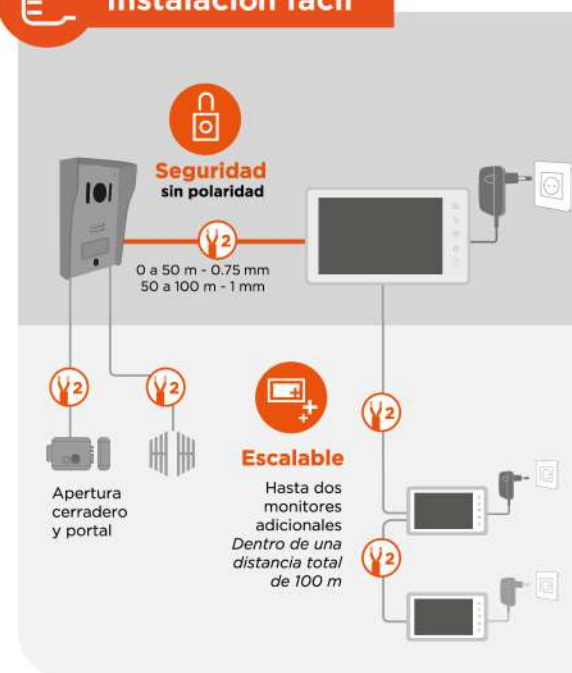 Instalación fácil
Seguridad
sin polaridad
2
0 a 50 m - 0.75 mm
50 a 100 m - 1 mm
2
2
2
Apertura
cerradero
y portal
Escalable
Hasta dos
monitores
adicionales
Dentro de una
distancia total
de 100 m
2